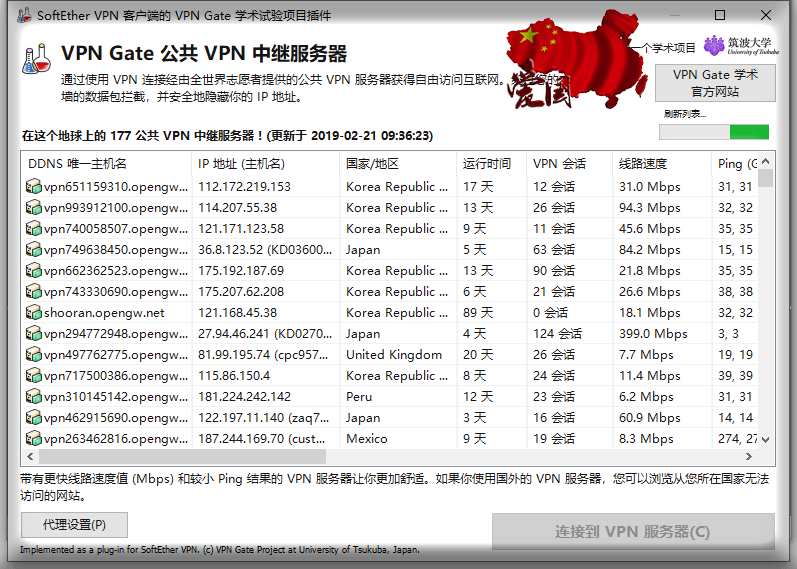 SoftEther VPN 客户端的 VPN Gate 学术试验项目插件
VPN Gate 公共 VPN 中继服务器
一个学术项目
筑波大学
University of Tsukuba
通过使用 VPN 连接经由全世界志愿者提供的公共 VPN 服务器获得自由访问互联网。
墙的数据包拦截，并安全地隐藏你的 IP 地址。
爱国
VPN Gate 学术
官方网站
刷新列表...
在这个地球上的 177 公共 VPN 中继服务器！(更新于 2019-02-21 09:36:23)
DDNS 唯一主机名 IP 地址 (主机名) 国家/地区 运行时间 VPN 会话 线路速度 Ping (G
vpn651159310.opengw... 112.172.219.153 Korea Republic ... 17 天 12 会话 31.0 Mbps 31, 31
vpn993912100.opengw... 114.207.55.38 Korea Republic ... 13 天 26 会话 94.3 Mbps 32, 32
vpn740058507.opengw... 121.171.123.58 Korea Republic ... 9 天 11 会话 45.6 Mbps 35, 35
vpn749638450.opengw... 36.8.123.52 (KD03600... Japan 5 天 63 会话 84.2 Mbps 15, 15
vpn662362523.opengw... 175.192.187.69 Korea Republic ... 13 天 90 会话 21.8 Mbps 35, 35
vpn743330690.opengw... 175.207.62.208 Korea Republic ... 6 天 21 会话 26.6 Mbps 38, 38
shooran.opengw.net 121.168.45.38 Korea Republic ... 89 天 0 会话 18.1 Mbps 32, 32
vpn294772948.opengw... 27.94.46.241 (KD0270... Japan 4 天 124 会话 399.0 Mbps 3, 3
vpn497762775.opengw... 81.99.195.74 (cpc957... United Kingdom 20 天 26 会话 7.7 Mbps 19, 19
vpn717500386.opengw... 115.86.150.4 Korea Republic ... 8 天 24 会话 11.4 Mbps 39, 39
vpn310145142.opengw... 181.224.242.142 Peru 12 天 23 会话 6.2 Mbps 31, 31
vpn462915690.opengw... 122.197.11.140 (zaq7... Japan 3 天 16 会话 60.9 Mbps 14, 14
vpn263462816.opengw... 187.244.169.70 (cust... Mexico 9 天 19 会话 8.3 Mbps 274, 27
带有更快线路速度值 (Mbps) 和较小 Ping 结果的 VPN 服务器让你更加舒适。如果你使用国外的 VPN 服务器，您可以浏览从您所在国家无法
访问的网站。
代理设置(P)
连接到 VPN 服务器(C)
Implemented as a plug-in for SoftEther VPN. (c) VPN Gate Project at University of Tsukuba, Japan.